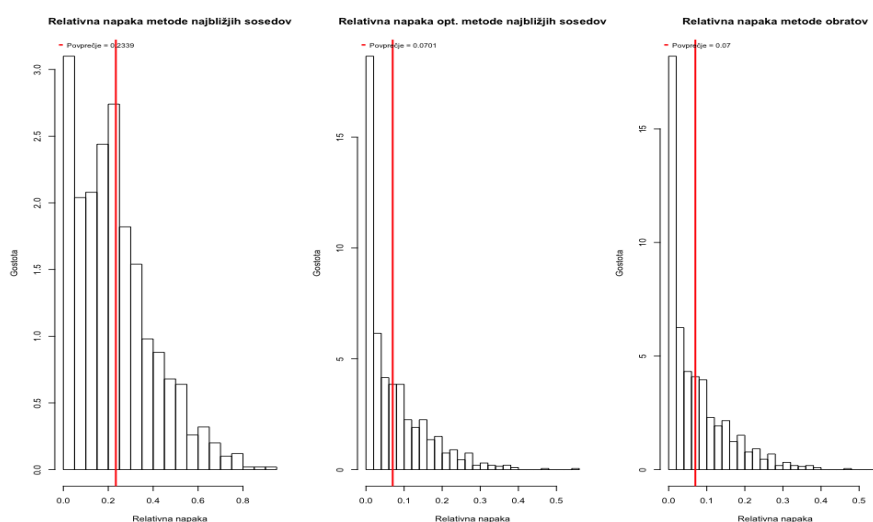 Relativna napaka metode najbližjih sosedov
Povprečje = 0.2339
Gostota
3.0
2.5
2.0
1.5
1.0
0.5
0.0
0.0 0.2 0.4 0.6 0.8
Relativna napaka
Relativna napaka opt. metode najbližjih sosedov
Povprečje = 0.0701
Gostota
15
10
5
0
0.0 0.1 0.2 0.3 0.4 0.5
Relativna napaka
Relativna napaka metode obratov
Povprečje = 0.07
Gostota
15
10
5
0
0.0 0.1 0.2 0.3 0.4 0.5
Relativna napaka